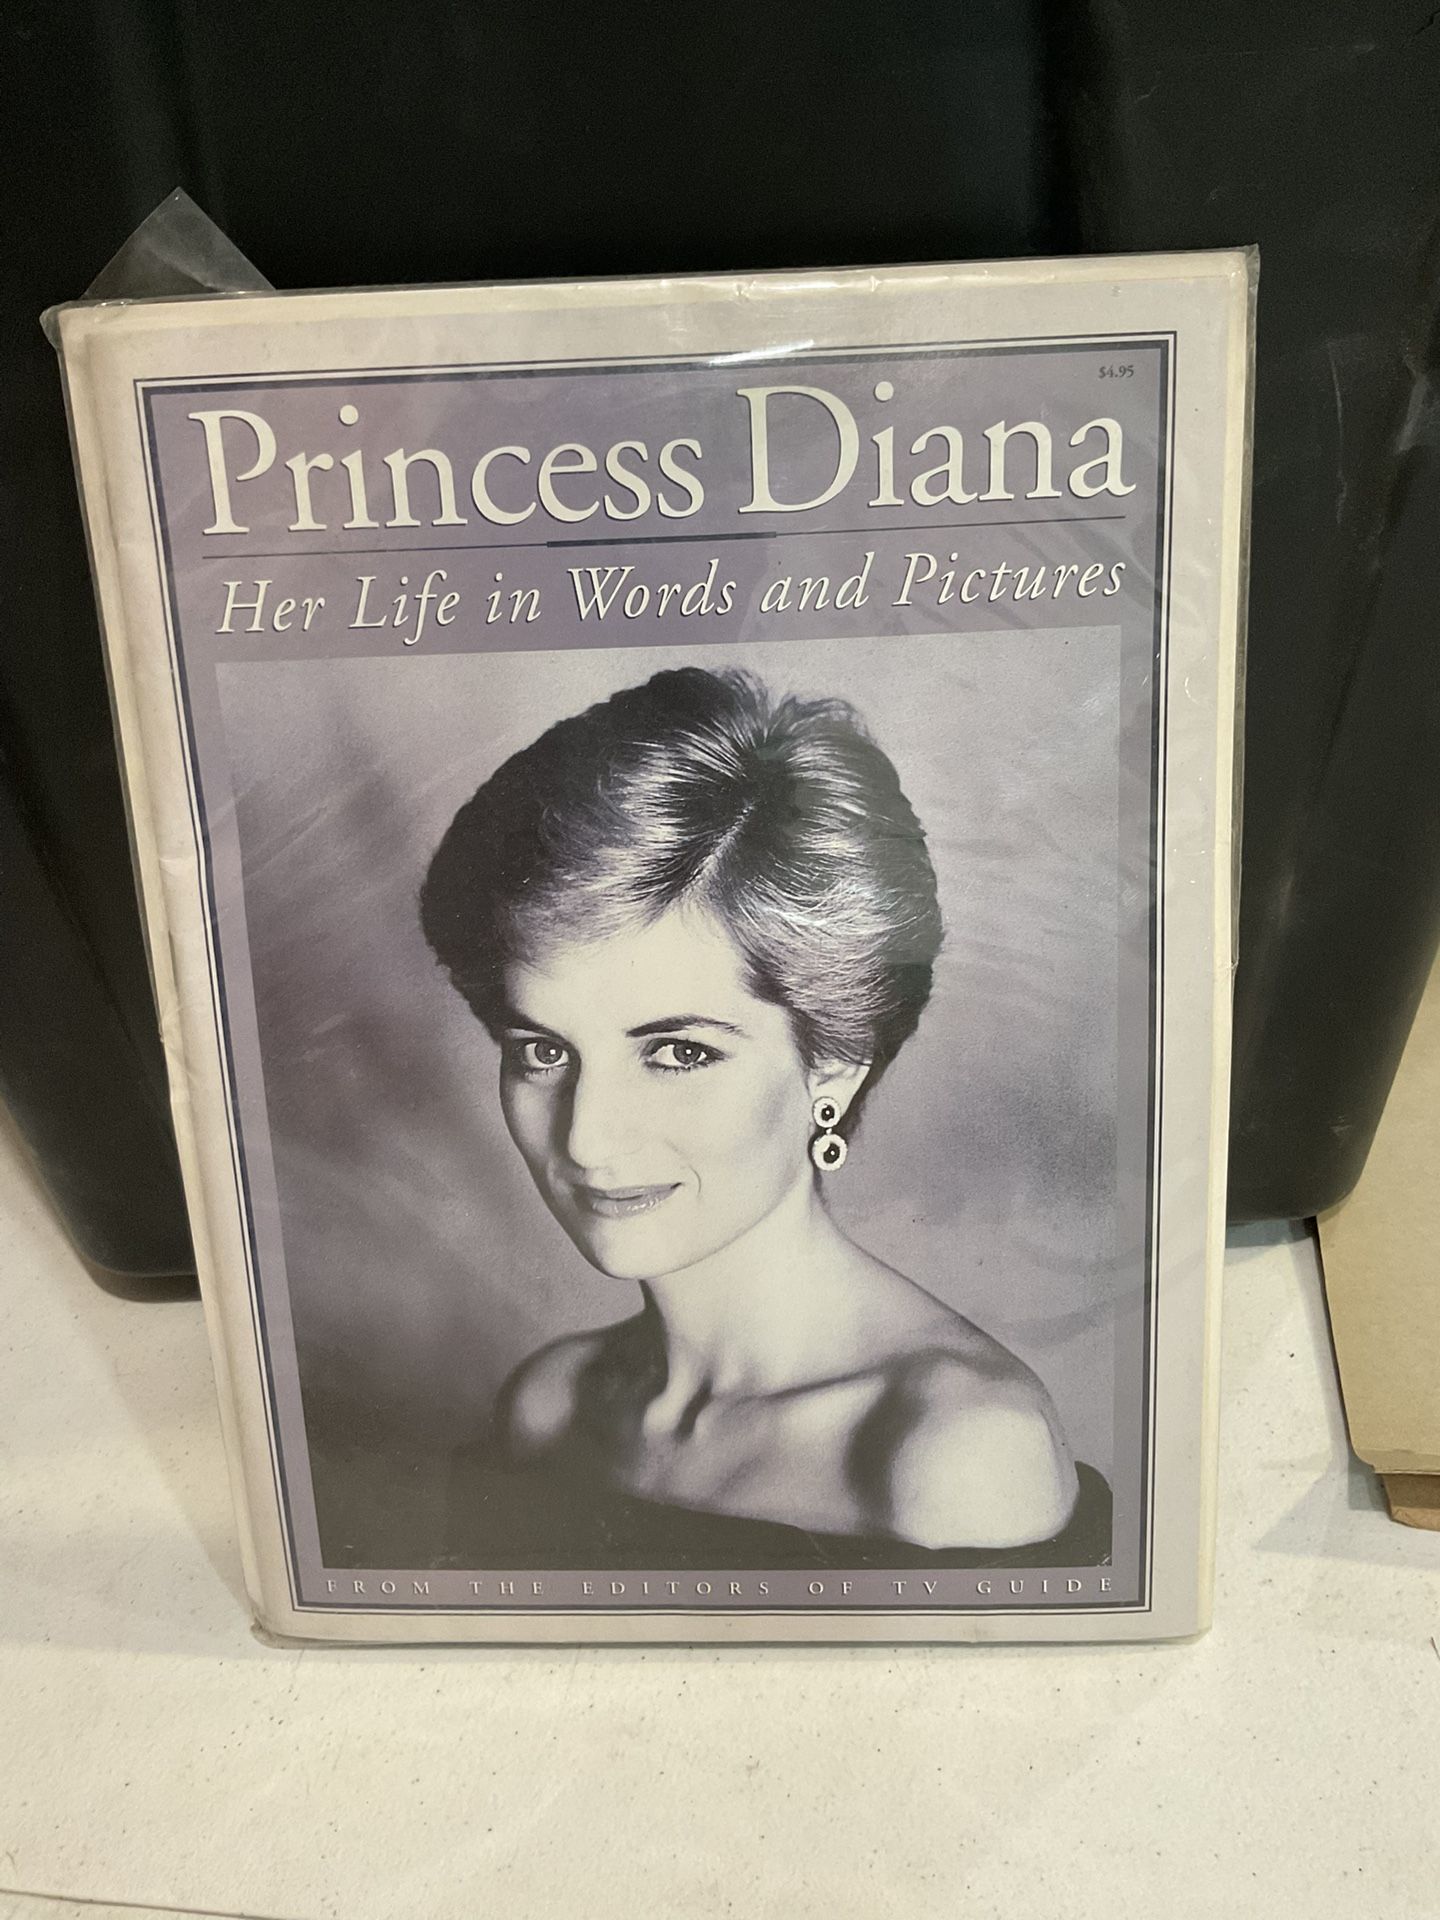 $4.95
Princess Diana
Her Life in Words and Pictures
FROM THE EDITORS OF TV GUIDE